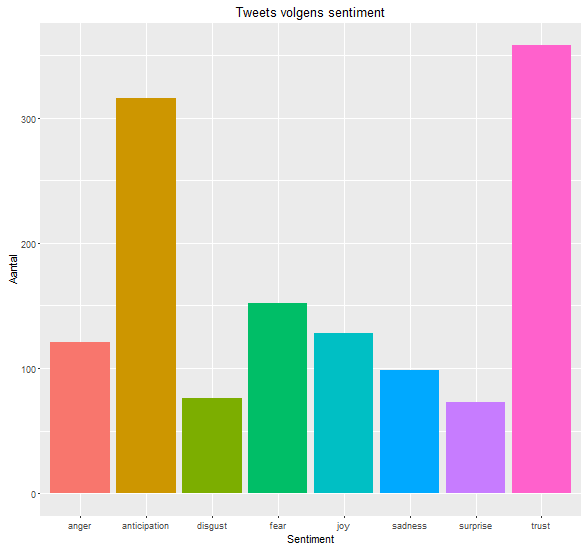 Tweets volgens sentiment
Aantal
300
200
100
0
anger anticipation disgust fear joy sadness surprise trust
Sentiment